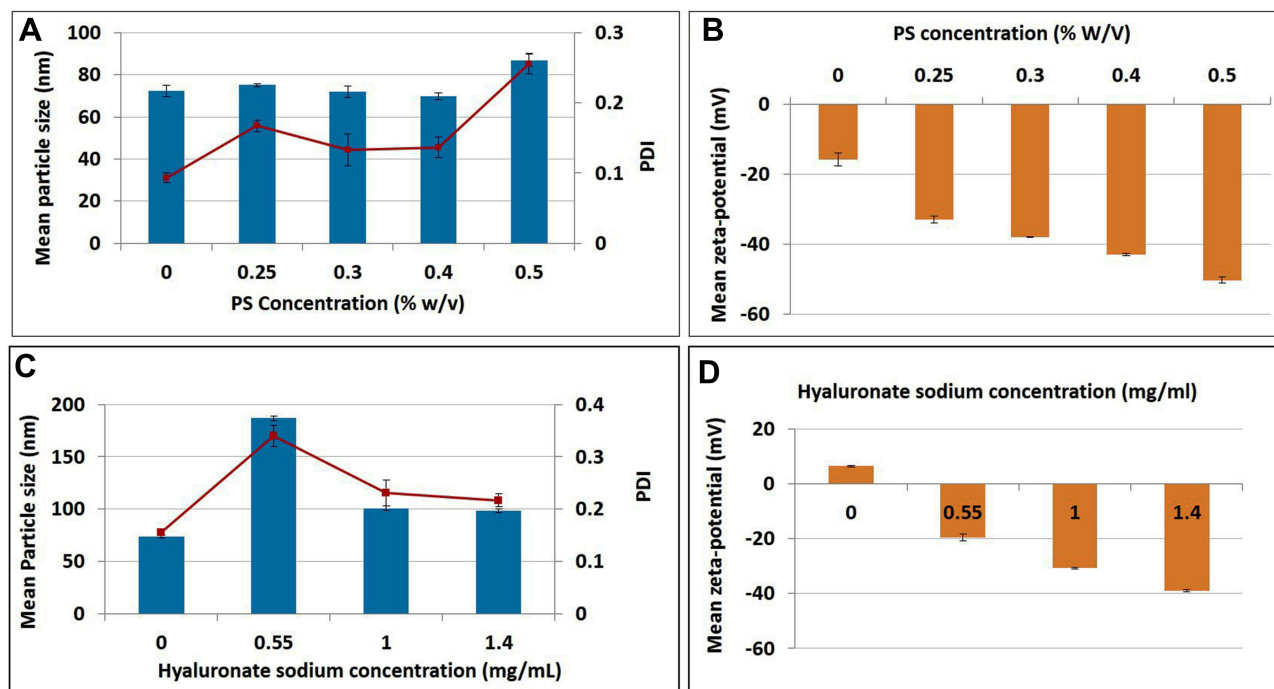 A
Mean particle size (nm)
100
80
60
40
20
0
0.3
0.2
0.1
0
PDI
0 0.25 0.3 0.4 0.5
PS Concentration (% w/v)
B
PS concentration (% W/V)
0 0.25 0.3 0.4 0.5
Mean zeta-potential (mV)
0
-20
-40
-60
C
Mean Particle size (nm)
200
150
100
50
0
0.4
0.3
0.2
0.1
0
PDI
0 0.55 1 1.4
Hyaluronate sodium concentration (mg/mL)
D
Hyaluronate sodium concentration (mg/ml)
Mean zeta-potential (mV)
20
0
-20
-40
-60
0 0.55 1 1.4